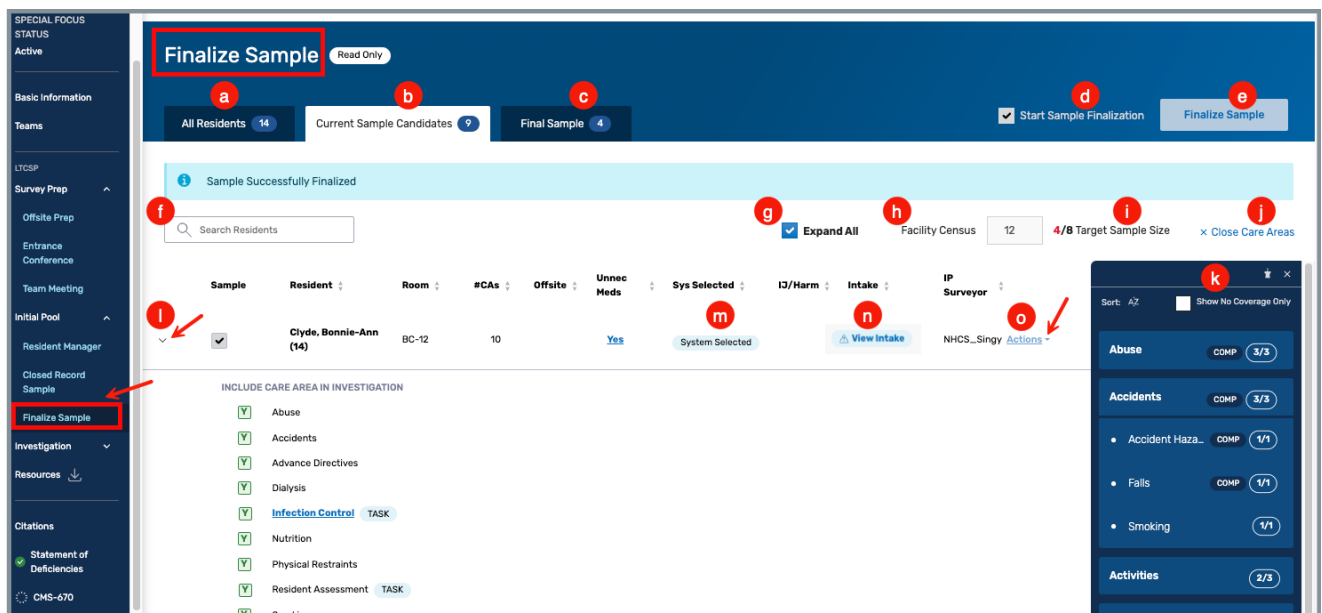 SPECIAL FOCUS
STATUS
Active
Basic Information
Teams
LTCSP
Survey Prep
Offsite Prep
Entrance
Conference
Team Meeting
Initial Pool
Resident Manager
Closed Record
Sample
Finalize Sample
Investigation
Resources
Citations
Statement of
Deficiencies
CMS-670
Finalize Sample Read Only
a b c d e
All Residents 14 Current Sample Candidates 9 Final Sample 4 Start Sample Finalization Finalize Sample
Sample Successfully Finalized
f g h i j
Search Residents Expand All Facility Census 12 4/8 Target Sample Size × Close Care Areas
Sample Resident Room #CAs Offsite Unnec Meds Sys Selected IJ/Harm Intake IP Surveyor
l m n o
Clyde, Bonnie-Ann
(14) BC-12 10 Yes System Selected View Intake NHCS_Singy Actions
INCLUDE CARE AREA IN INVESTIGATION
Y Abuse
Y Accidents
Y Advance Directives
Y Dialysis
Y Infection Control TASK
Y Nutrition
Y Physical Restraints
Y Resident Assessment TASK
k
Sort: AZ Show No Coverage Only
Abuse COMP 3/3
Accidents COMP 3/3
Accident Haza... COMP 1/1
Falls COMP 1/1
Smoking 1/1
Activities 2/3